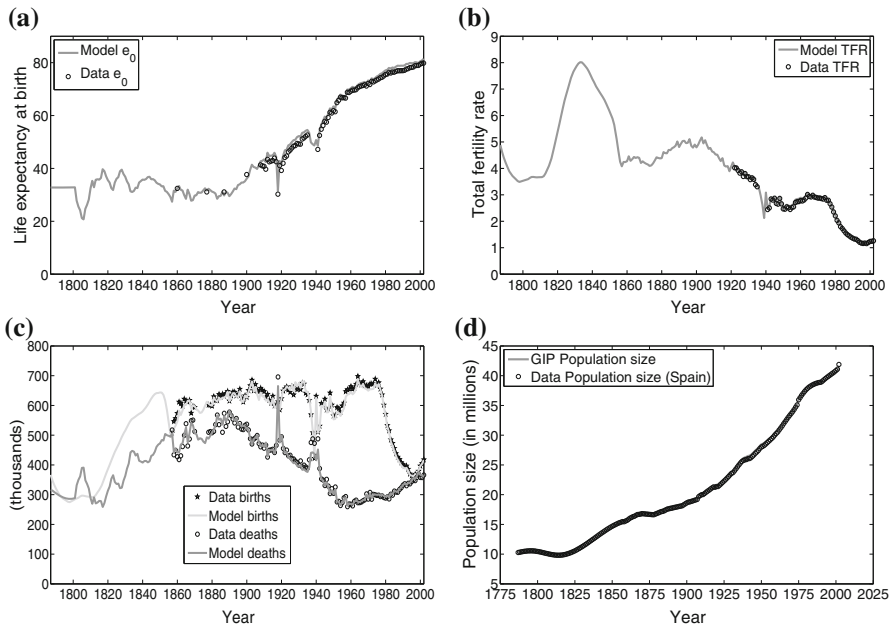 (a)
Life expectancy at birth
80
60
40
20
0
Model e0
Data e0
1800 1820 1840 1860 1880 1900 1920 1940 1960 1980 2000
Year
(b)
Total fertility rate
9
8
7
6
5
4
3
2
1
0
Model TFR
Data TFR
1800 1820 1840 1860 1880 1900 1920 1940 1960 1980 2000
Year
(c)
(thousands)
800
700
600
500
400
300
200
100
0
Data births
Model births
Data deaths
Model deaths
1800 1820 1840 1860 1880 1900 1920 1940 1960 1980 2000
Year
(d)
Population size (in millions)
45
40
35
30
25
20
15
10
5
GIP Population size
Data Population size (Spain)
1775 1800 1825 1850 1875 1900 1925 1950 1975 2000 2025
Year